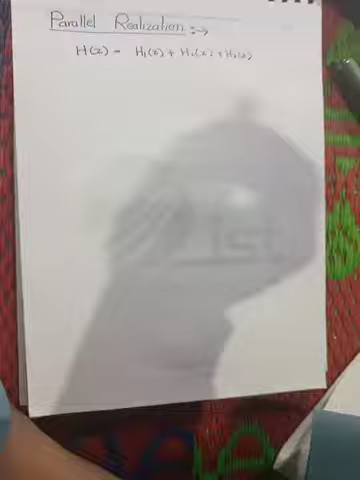 Parallel Realization :→
H(z) = H₁(z) + H₂(z) + H₃(z)